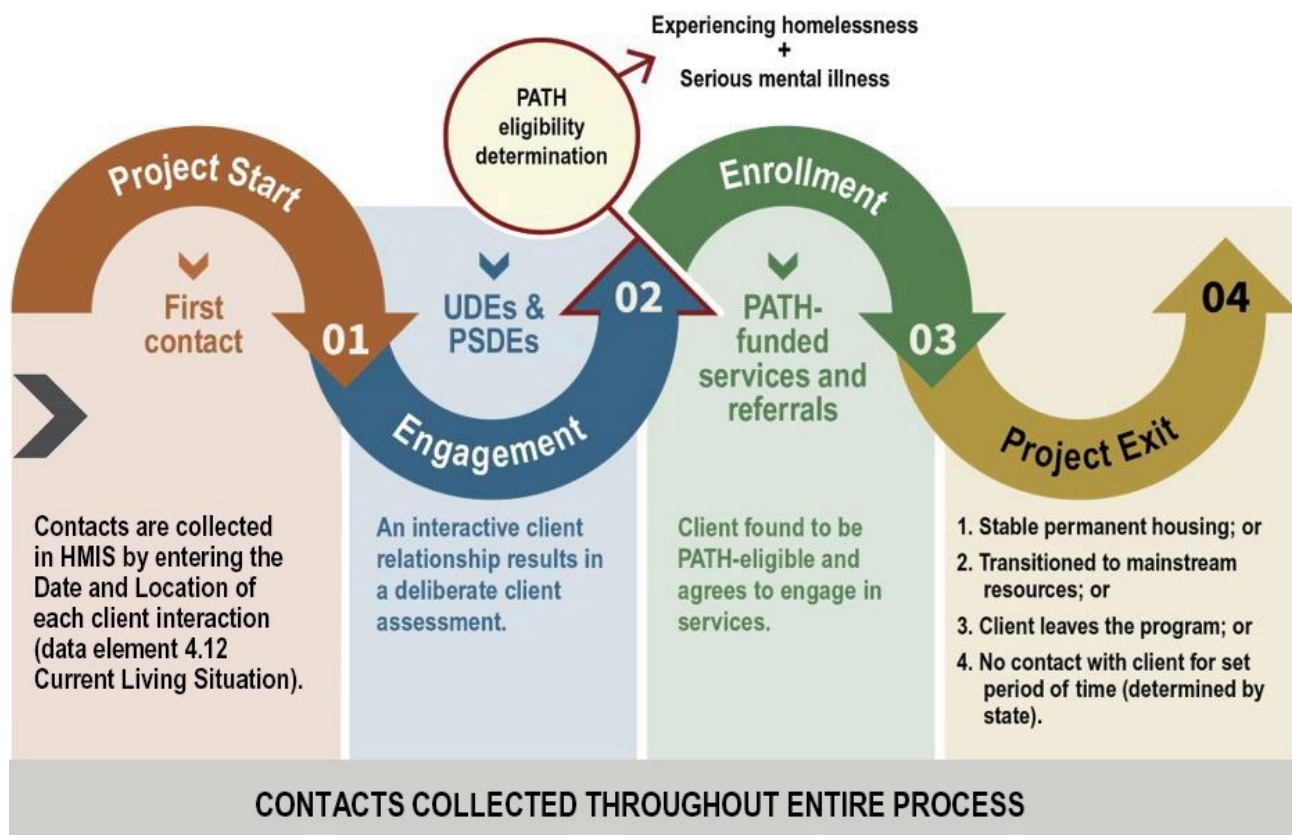 Experiencing homelessness
+
Serious mental illness
PATH
eligibility
determination
Project Start
First
contact
01
Contacts are collected
in HMIS by entering the
Date and Location of
each client interaction
(data element 4.12
Current Living Situation).
UDEs &
PSDEs
02
Engagement
An interactive client
relationship results in
a deliberate client
assessment.
Enrollment
PATH-
funded
services and
referrals
03
Client found to be
PATH-eligible and
agrees to engage in
services.
04
Project Exit
1. Stable permanent housing; or
2. Transitioned to mainstream
resources; or
3. Client leaves the program; or
4. No contact with client for set
period of time (determined by
state).
CONTACTS COLLECTED THROUGHOUT ENTIRE PROCESS